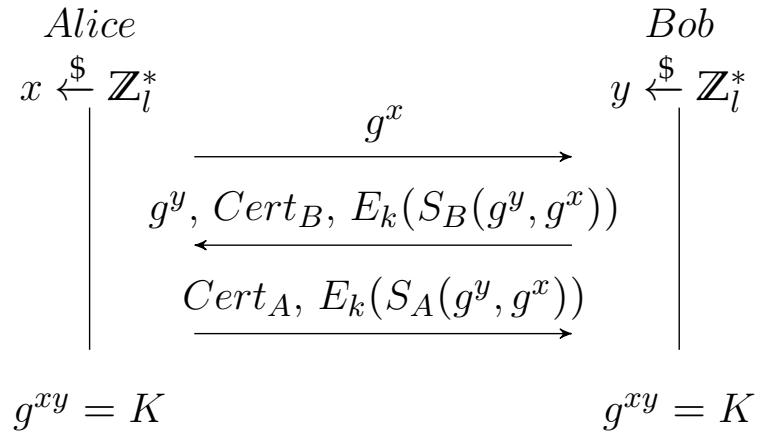 Alice Bob
x ←$ ℤ*_l y ←$ ℤ*_l
g^x
g^y, Cert_B, E_k(S_B(g^y, g^x))
Cert_A, E_k(S_A(g^y, g^x))
g^{xy} = K g^{xy} = K